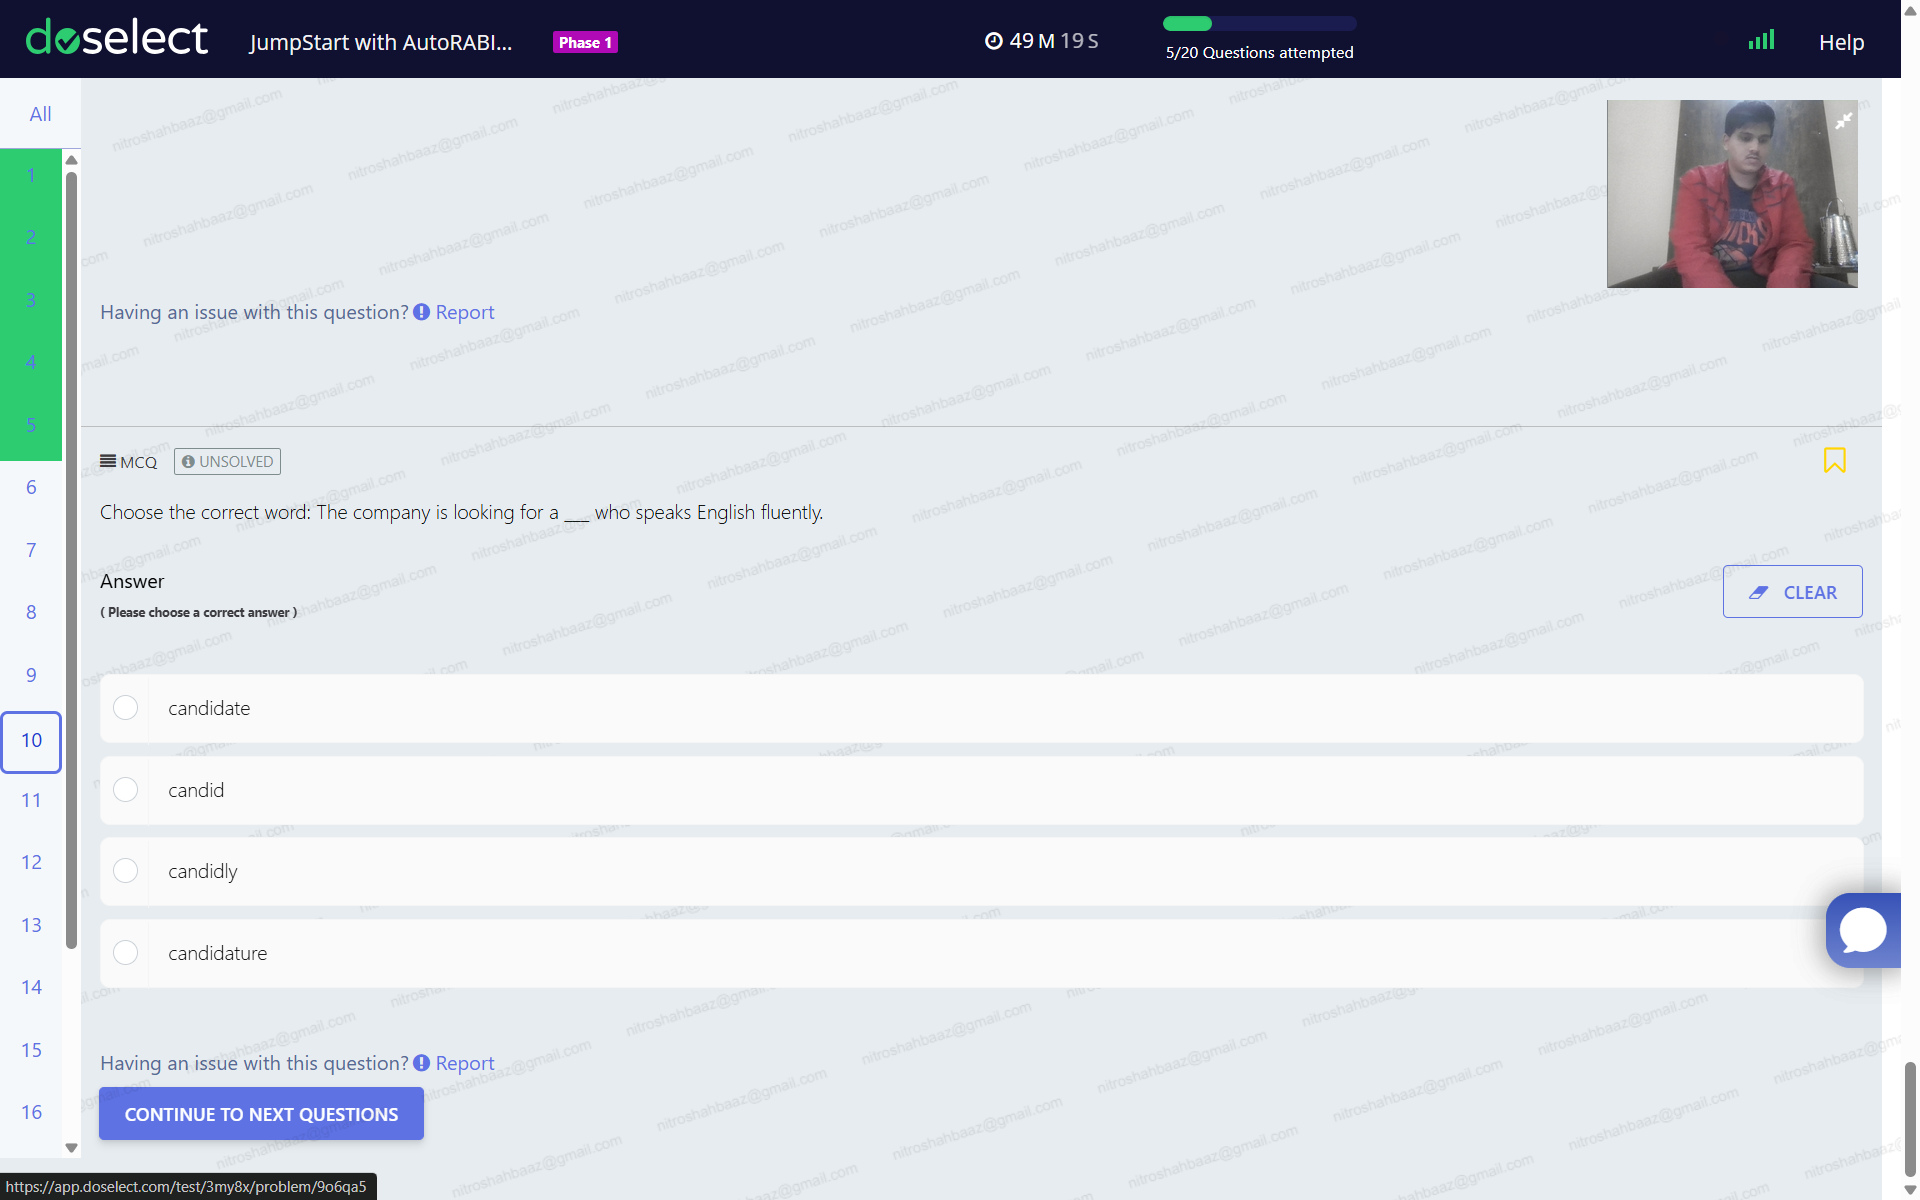 doselect
JumpStart with AutoRABI...
Phase 1
49 M 19 S
5/20 Questions attempted
Help
All
1
2
3
4
5
6
7
8
9
10
11
12
13
14
15
16
Having an issue with this question? Report
MCQ
UNSOLVED
Choose the correct word: The company is looking for a ___ who speaks English fluently.
Answer
( Please choose a correct answer )
CLEAR
candidate
candid
candidly
candidature
Having an issue with this question? Report
CONTINUE TO NEXT QUESTIONS
https://app.doselect.com/test/3my8x/problem/9o6qa5
nitroshahbaaz@gmail.com